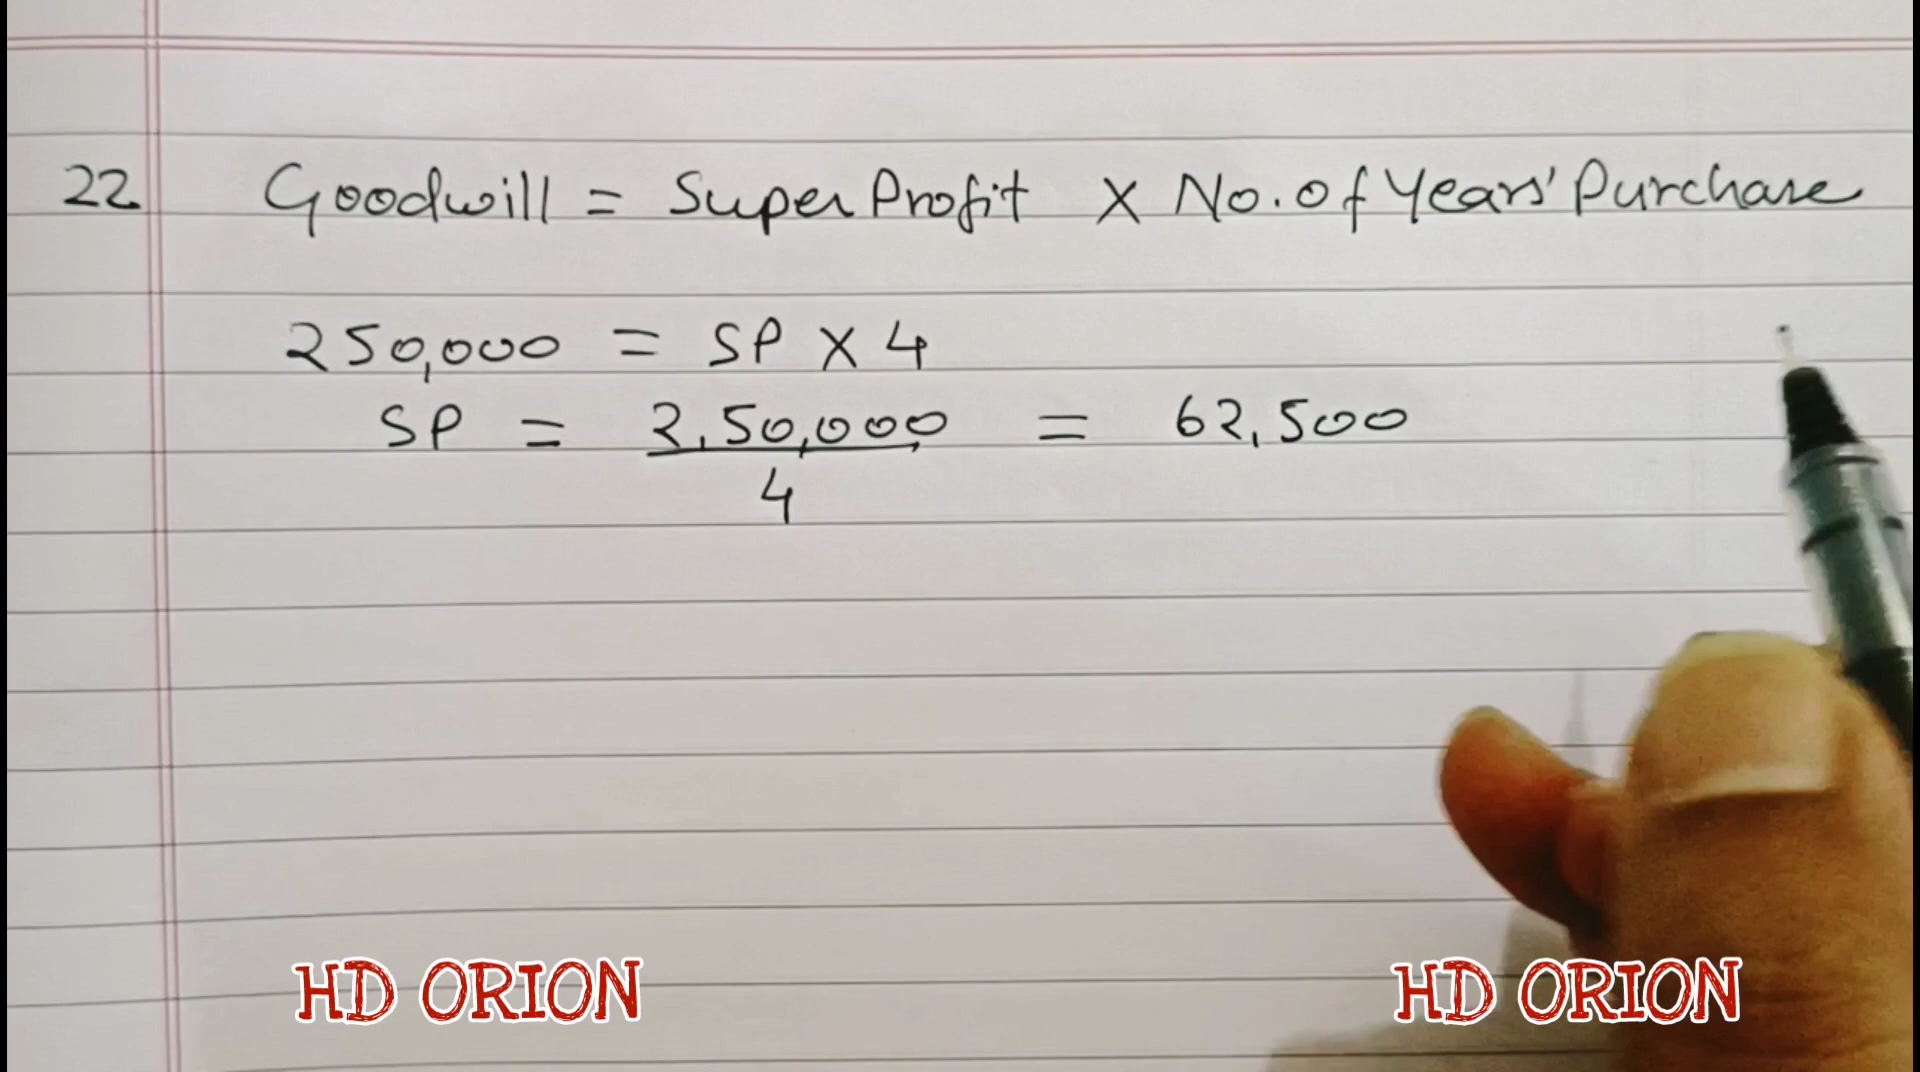 22 Goodwill = Super Profit X No. of Years' Purchase
250,000 = SP X 4
SP = 2,50,000 = 62,500
4
HD ORION HD ORION